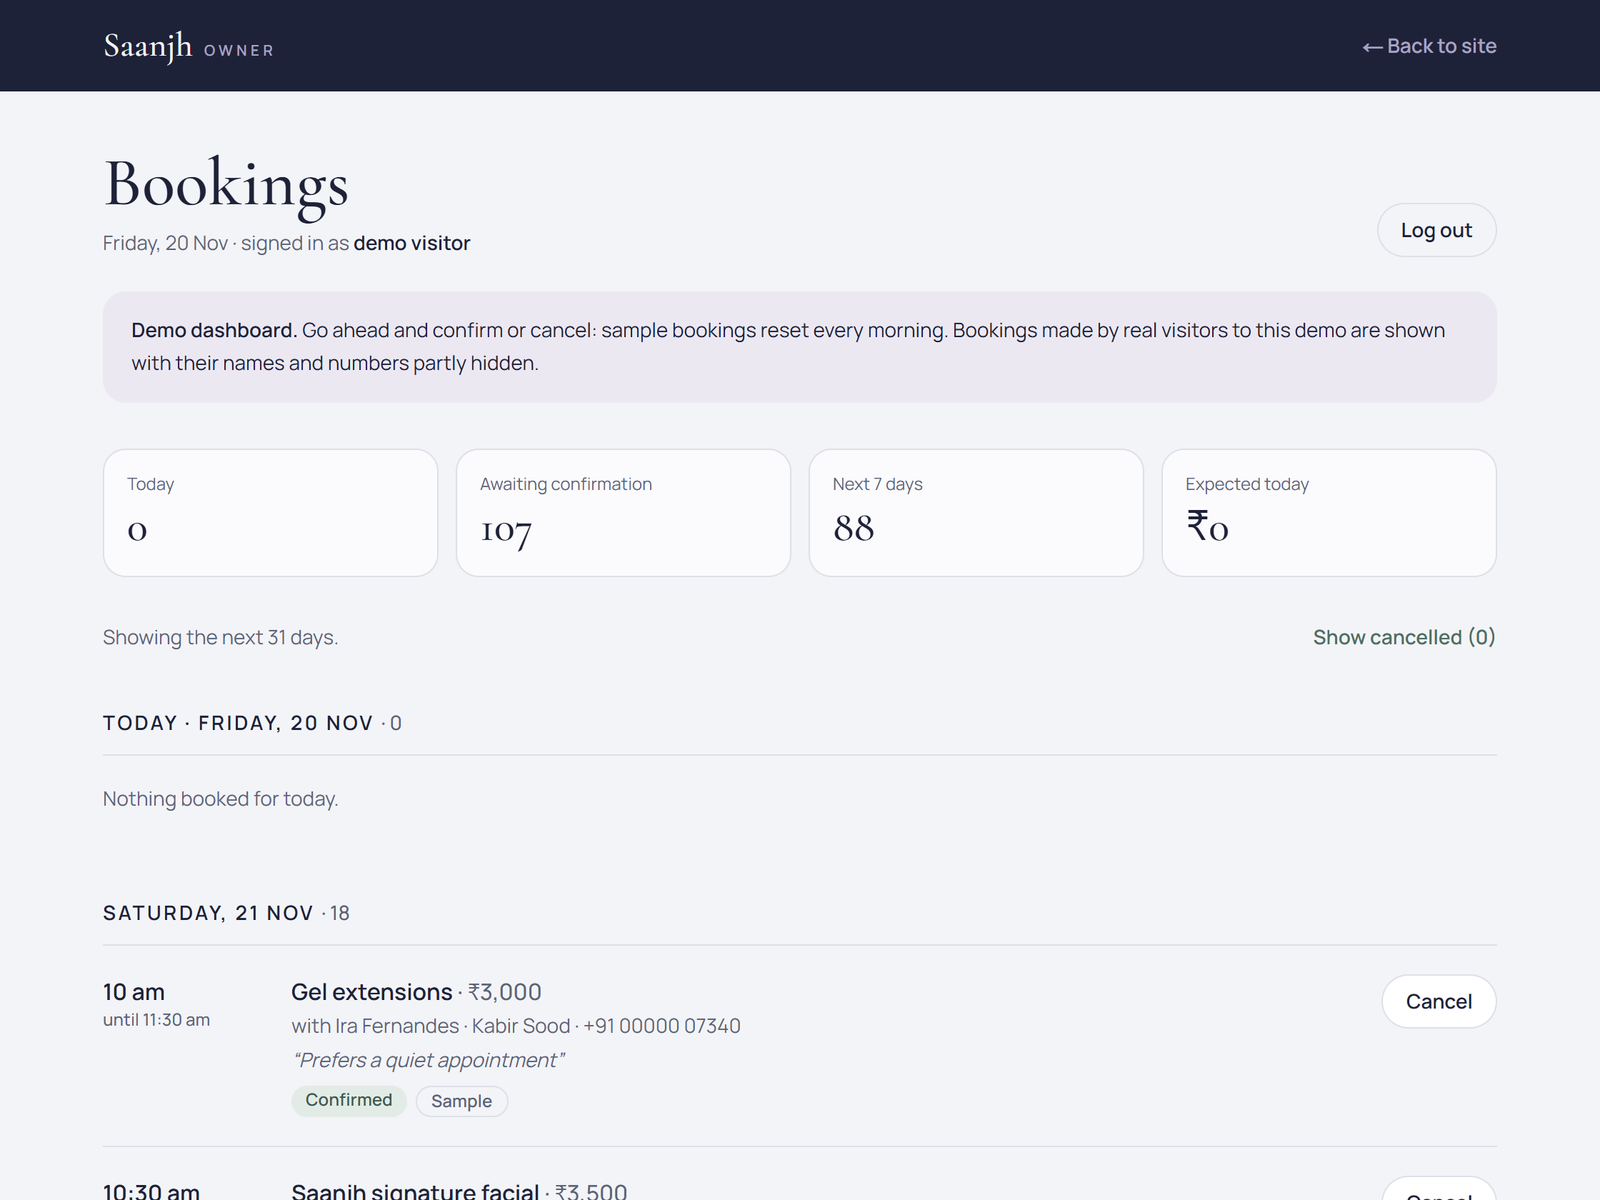 Saanjh OWNER
← Back to site
Bookings
Friday, 20 Nov · signed in as demo visitor
Log out
Demo dashboard. Go ahead and confirm or cancel: sample bookings reset every morning. Bookings made by real visitors to this demo are shown
with their names and numbers partly hidden.
Today
0
Awaiting confirmation
107
Next 7 days
88
Expected today
₹0
Showing the next 31 days.
Show cancelled (0)
TODAY · FRIDAY, 20 NOV · 0
Nothing booked for today.
SATURDAY, 21 NOV · 18
10 am
until 11:30 am
Gel extensions · ₹3,000
with Ira Fernandes · Kabir Sood · +91 00000 07340
“Prefers a quiet appointment”
Confirmed
Sample
Cancel
10:30 am
Saanjh signature facial · ₹3,500
Cancel